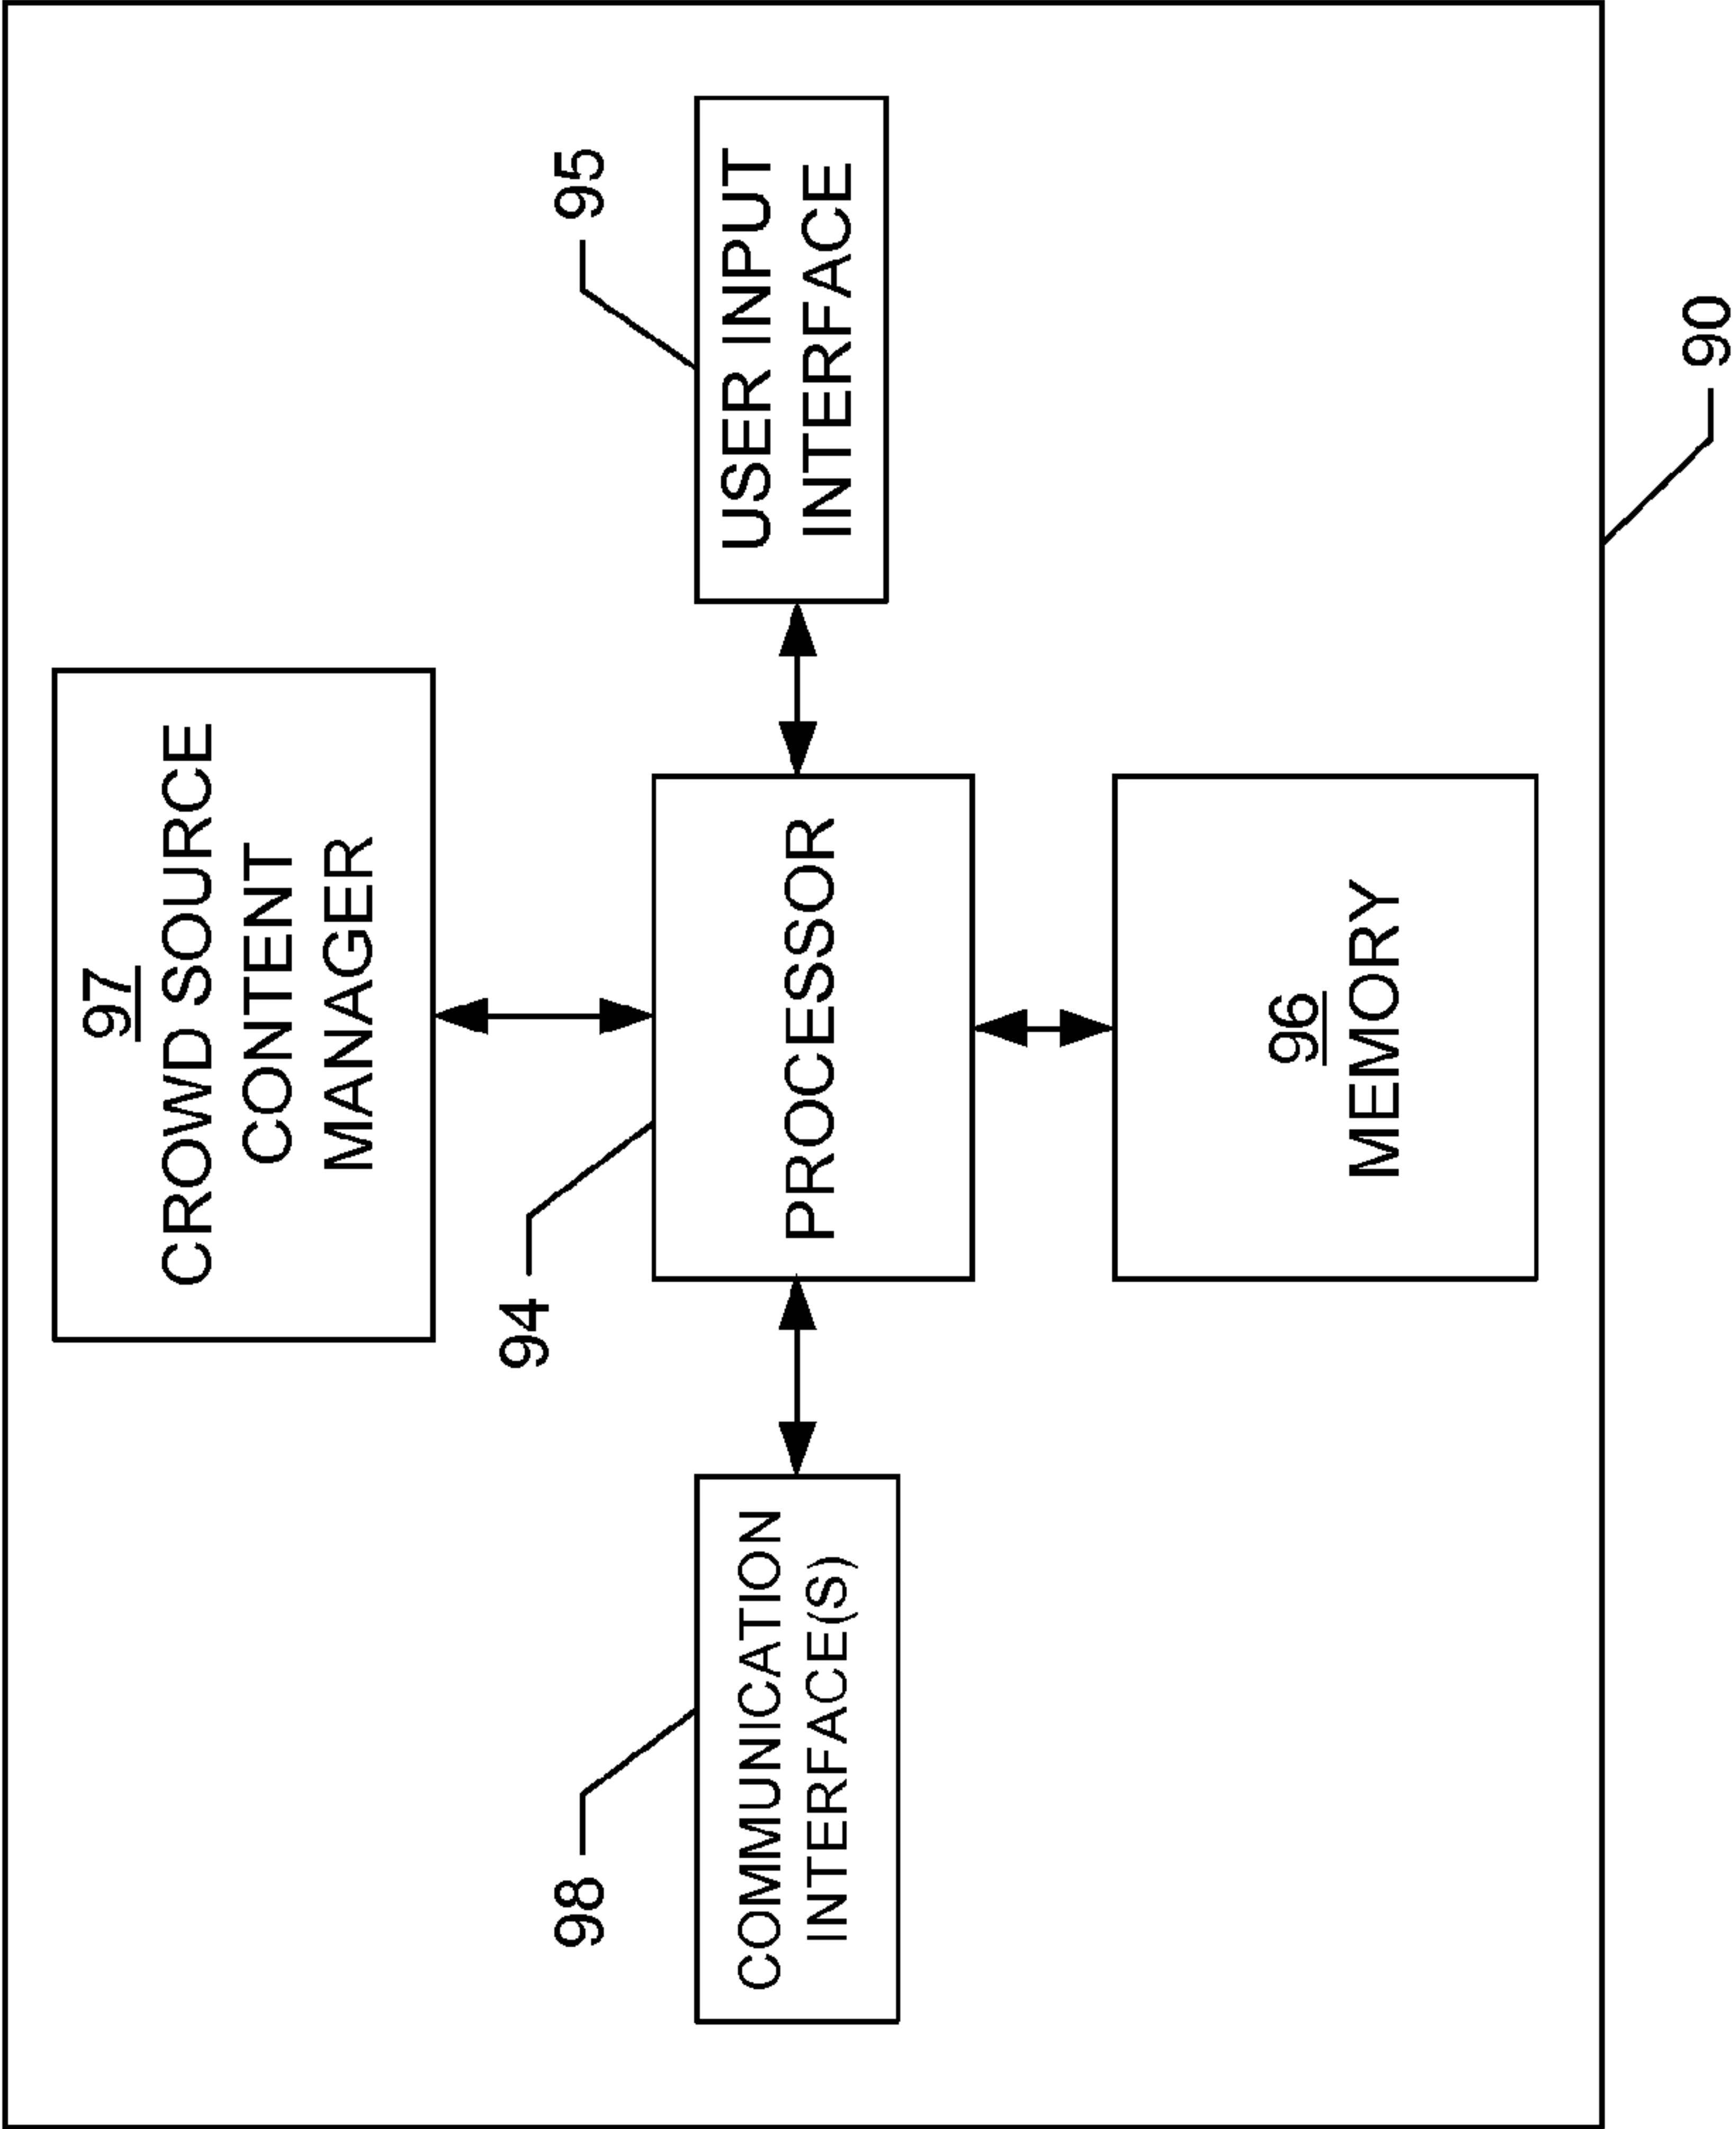 97
CROWD SOURCE
CONTENT
MANAGER
94
98
95
COMMUNICATION
INTERFACE(S)
PROCESSOR
USER INPUT
INTERFACE
96
MEMORY
90